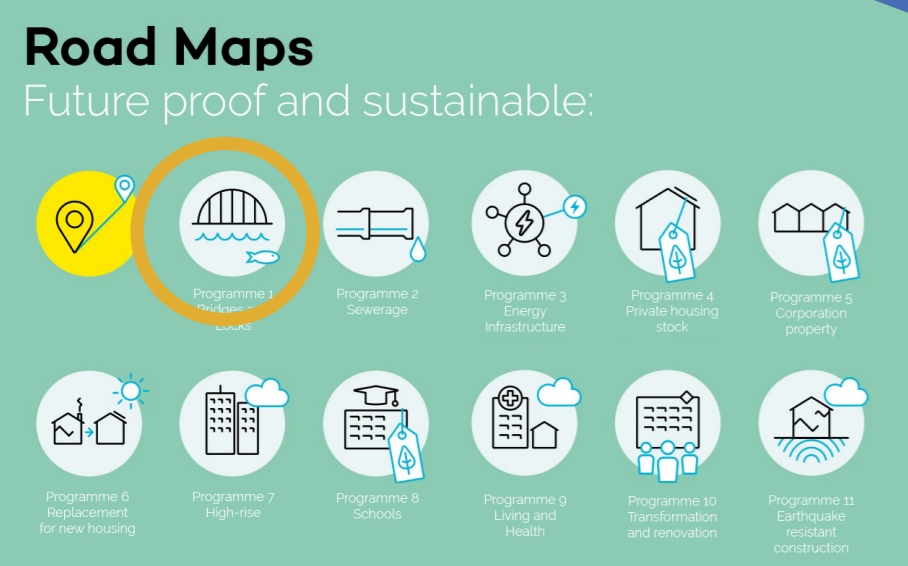 Road Maps
Future proof and sustainable:
Programme 1
Bridges
Locks
Programme 2
Sewerage
Programme 3
Energy
Infrastructure
Programme 4
Private housing
stock
Programme 5
Corporation
property
Programme 6
Replacement
for new housing
Programme 7
High-rise
Programme 8
Schools
Programme 9
Living and
Health
Programme 10
Transformation
and renovation
Programme 11
Earthquake
resistant
construction